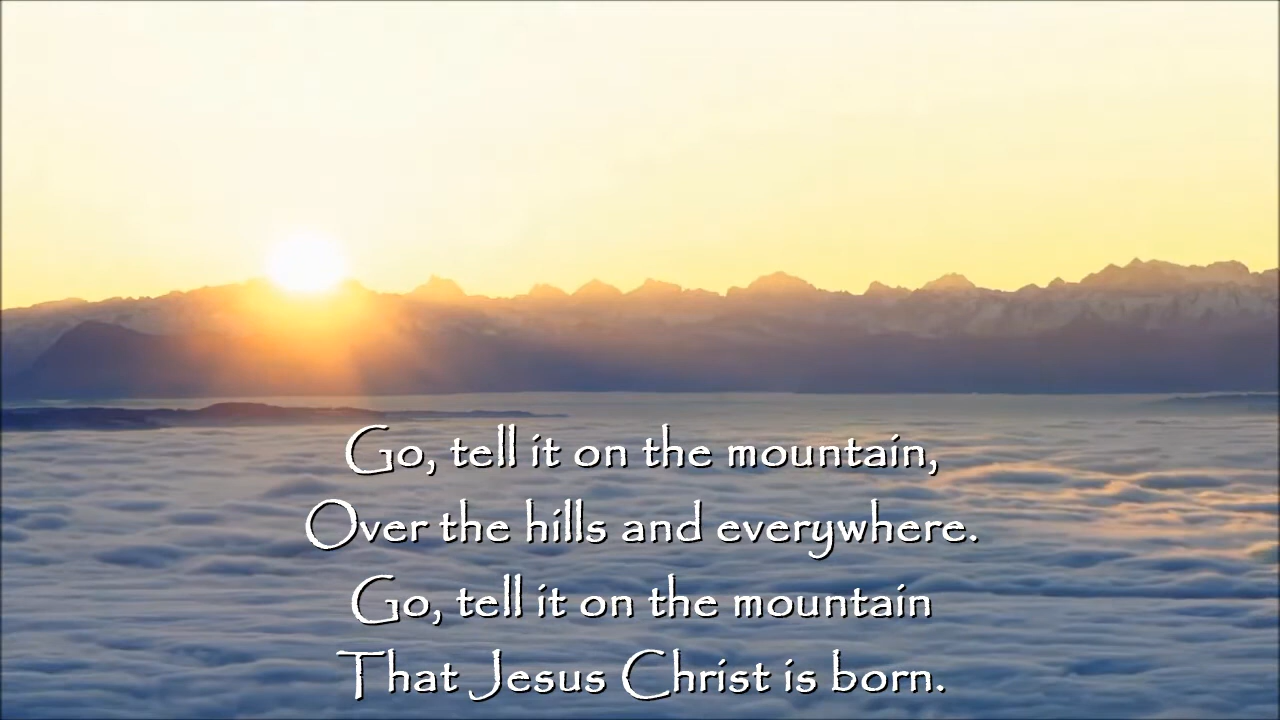 Go, tell it on the mountain,
Over the hills and everywhere.
Go, tell it on the mountain
That Jesus Christ is born.